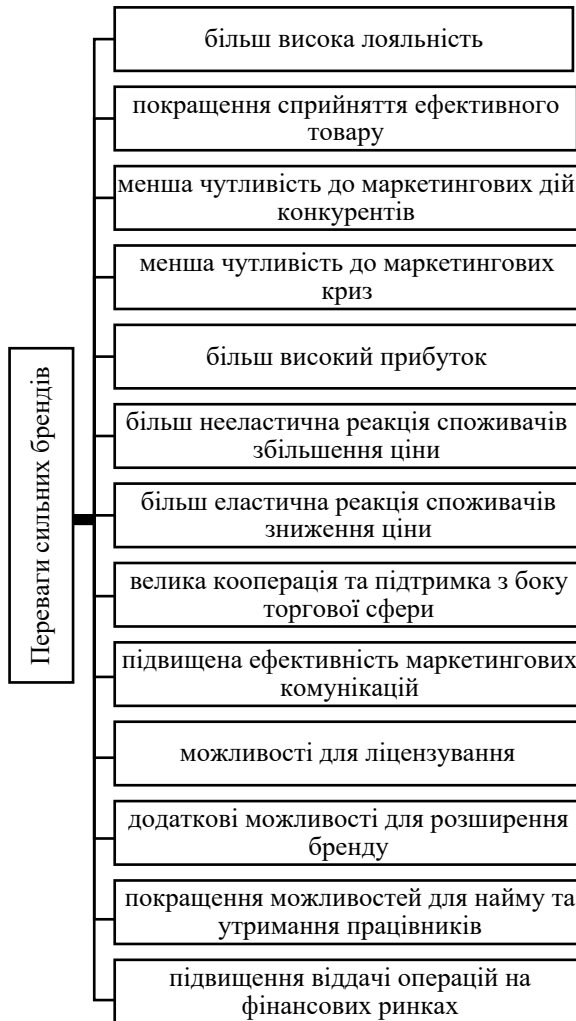 Переваги сильних брендів
більш висока лояльність
покращення сприйняття ефективного
товару
менша чутливість до маркетингових дій
конкурентів
менша чутливість до маркетингових
криз
більш високий прибуток
більш нееластична реакція споживачів
збільшення ціни
більш еластична реакція споживачів
зниження ціни
велика кооперація та підтримка з боку
торгової сфери
підвищена ефективність маркетингових
комунікацій
можливості для ліцензування
додаткові можливості для розширення
бренду
покращення можливостей для найму та
утримання працівників
підвищення віддачі операцій на
фінансових ринках